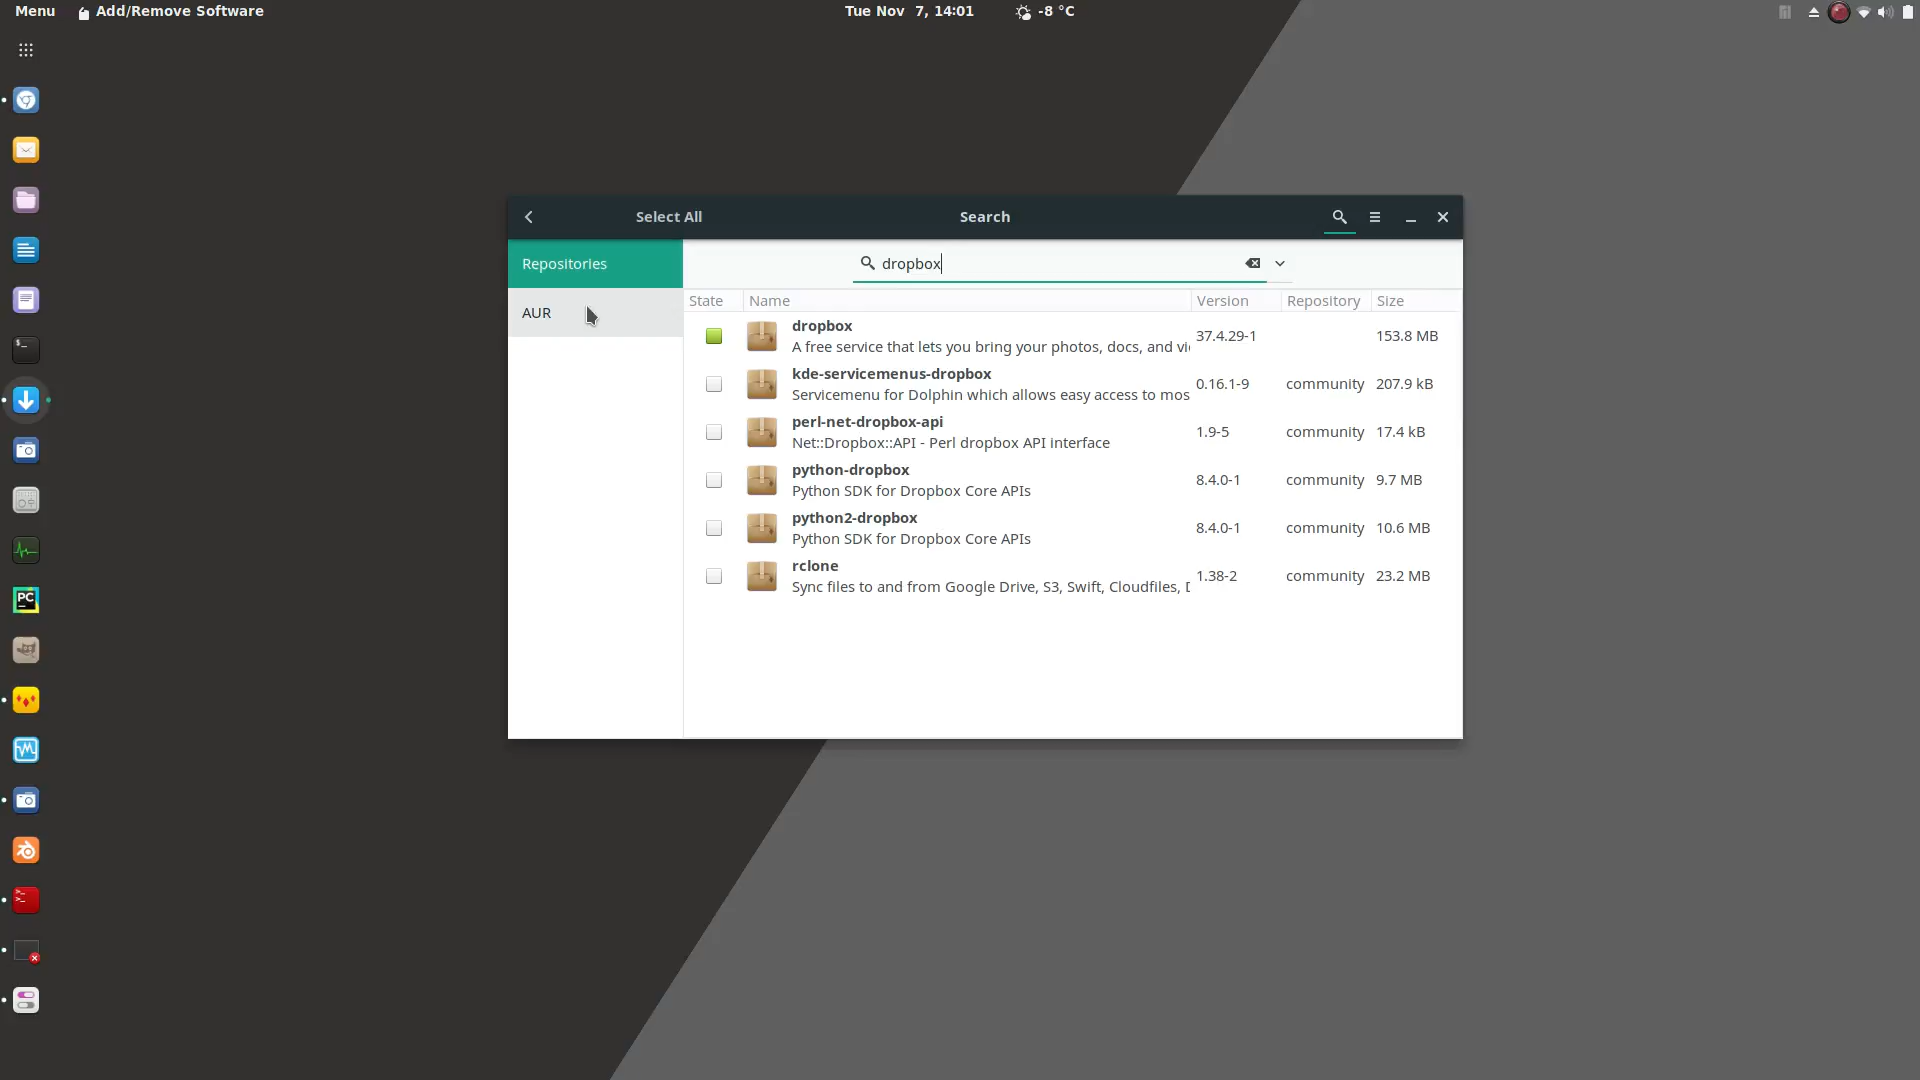 Menu Add/Remove Software Tue Nov 7, 14:01 -8 °C
Select All Search
Repositories
AUR
dropbox
State Name Version Repository Size
dropbox
A free service that lets you bring your photos, docs, and vi
37.4.29-1 153.8 MB
kde-servicemenus-dropbox
Servicemenu for Dolphin which allows easy access to mos
0.16.1-9 community 207.9 kB
perl-net-dropbox-api
Net::Dropbox::API - Perl dropbox API interface
1.9-5 community 17.4 kB
python-dropbox
Python SDK for Dropbox Core APIs
8.4.0-1 community 9.7 MB
python2-dropbox
Python SDK for Dropbox Core APIs
8.4.0-1 community 10.6 MB
rclone
Sync files to and from Google Drive, S3, Swift, Cloudfiles, D
1.38-2 community 23.2 MB
PC